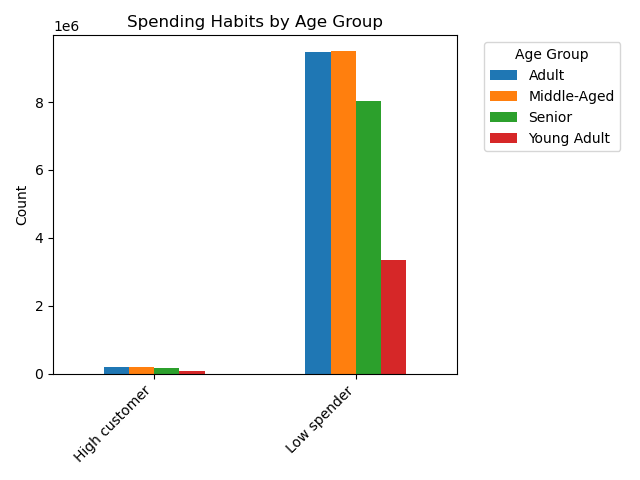 Spending Habits by Age Group
1e6
Age Group
Adult
Middle-Aged
Senior
Young Adult
Count
8
6
4
2
0
High customer
Low spender